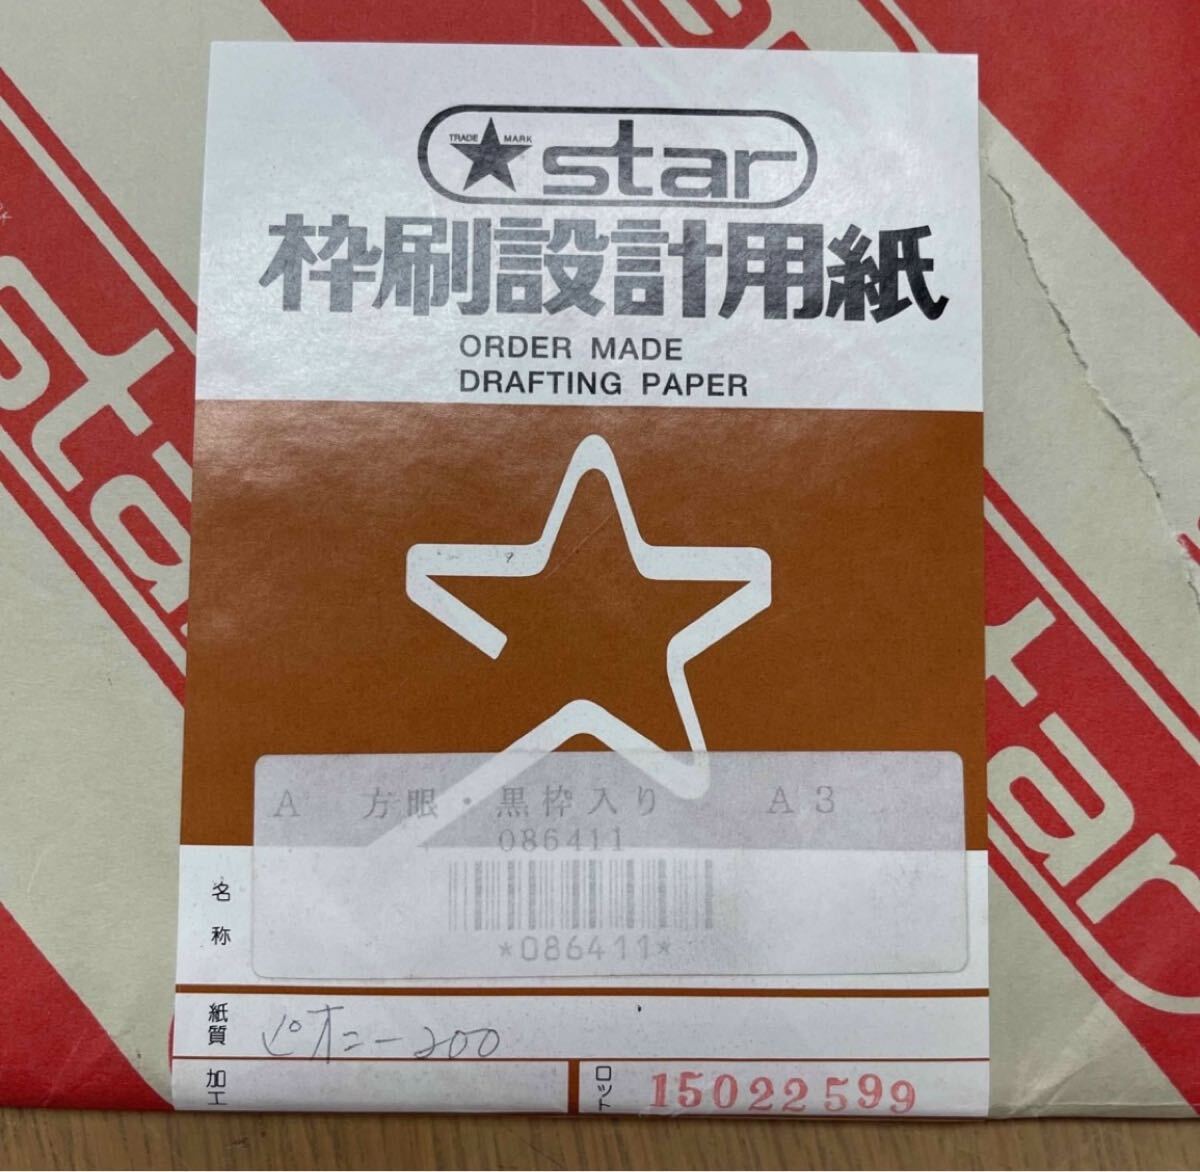 TRADE MARK
star
枠刷設計用紙
ORDER MADE
DRAFTING PAPER
A 方眼・黒枠入り A3
086411
*086411*
名称
紙質 ピオニー200
加工
ロット 15022599
star
star